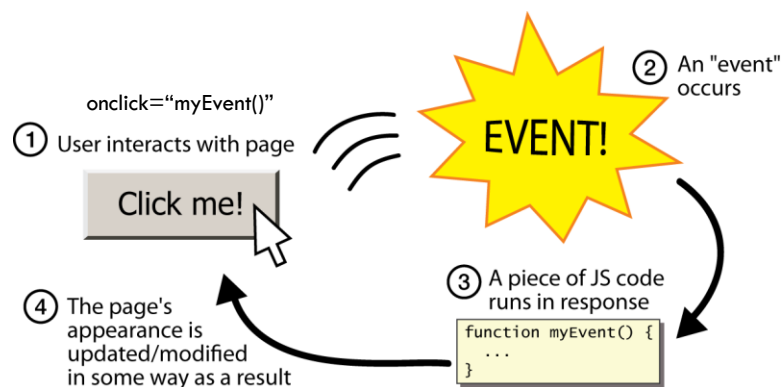 onclick=“myEvent()”
1 User interacts with page
Click me!
EVENT!
2 An "event"
occurs
3 A piece of JS code
runs in response
function myEvent() {
...
}
4 The page's
appearance is
updated/modified
in some way as a result